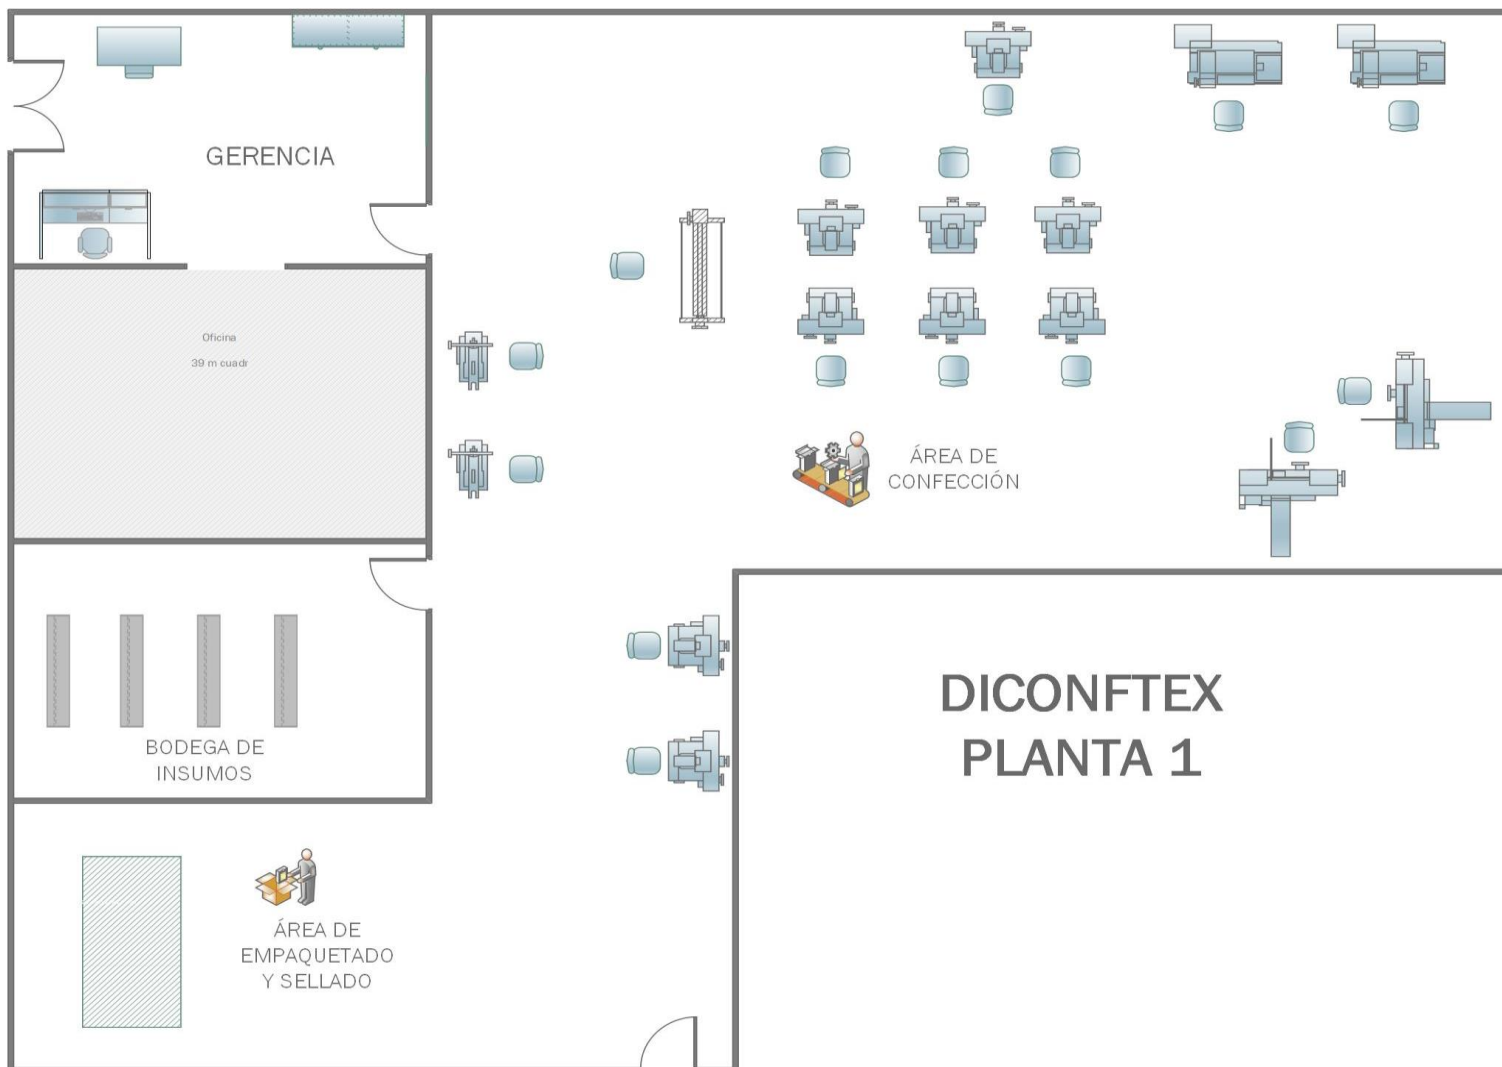 GERENCIA
Oficina
39 m cuadr
ÁREA DE
CONFECCIÓN
BODEGA DE
INSUMOS
DICONFTEX
PLANTA 1
ÁREA DE
EMPAQUETADO
Y SELLADO